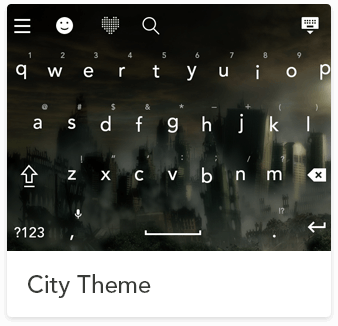 1 2 3 4 5 6 7 8 9 0
q w e r t y u i o p
@ # $ & * - + ( )
a s d f g h j k l
! " ' : ; / ?
z x c v b n m
!?
?123 , .
City Theme